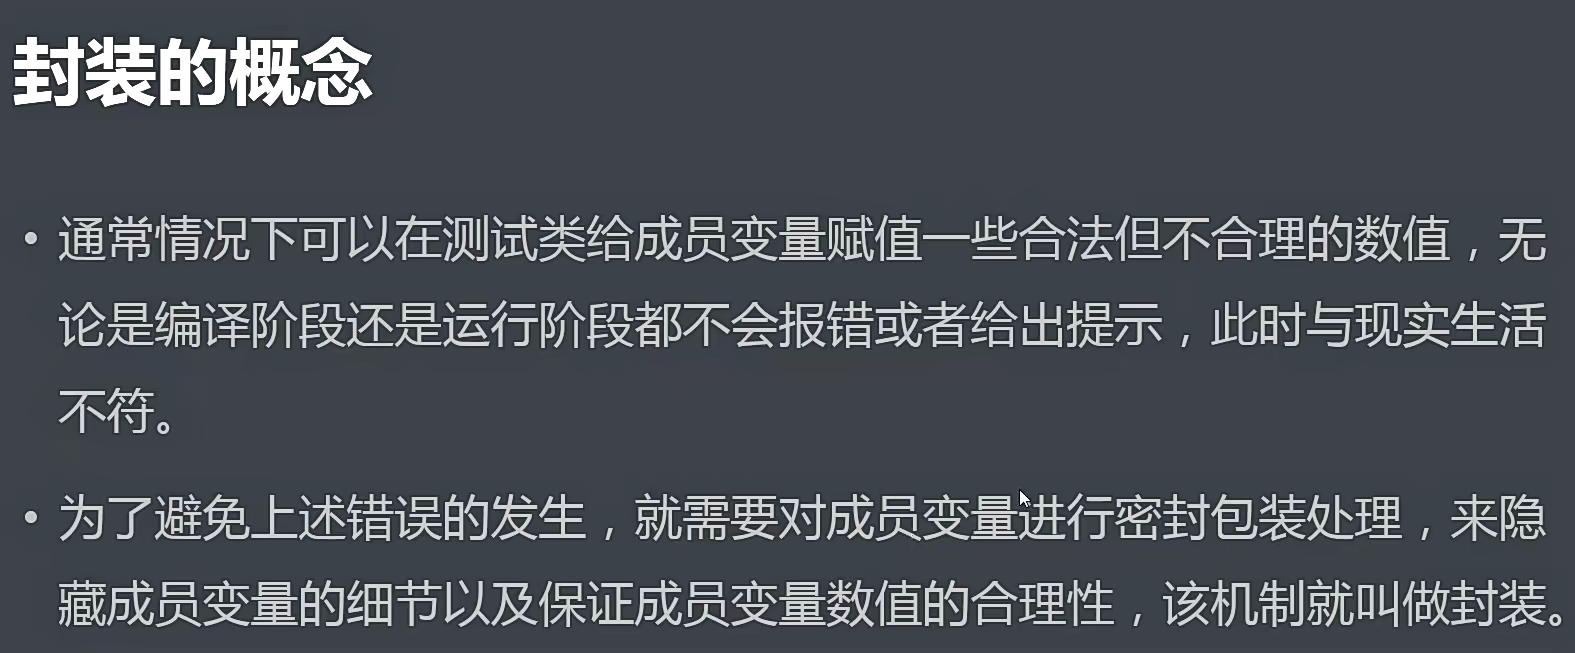 封装的概念
• 通常情况下可以在测试类给成员变量赋值一些合法但不合理的数值，无
论是编译阶段还是运行阶段都不会报错或者给出提示，此时与现实生活
不符。
• 为了避免上述错误的发生，就需要对成员变量进行密封包装处理，来隐
藏成员变量的细节以及保证成员变量数值的合理性，该机制就叫做封装。